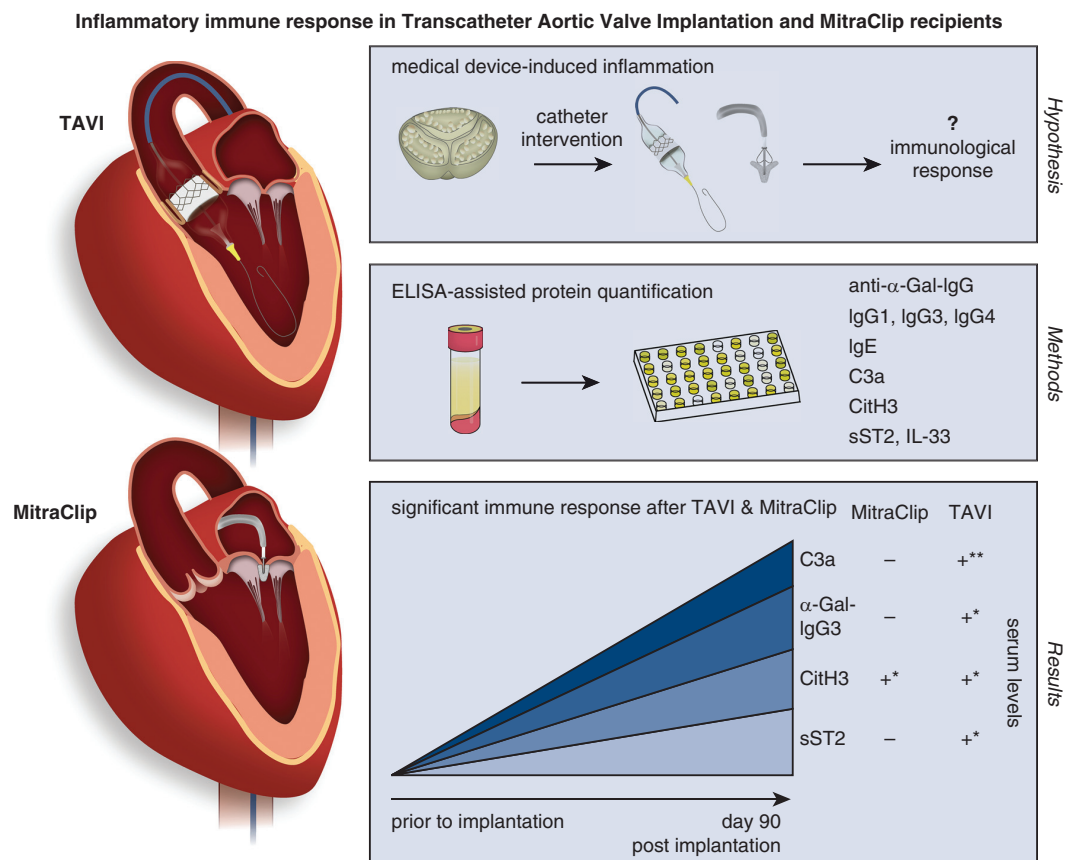 Inflammatory immune response in Transcatheter Aortic Valve Implantation and MitraClip recipients
TAVI
medical device-induced inflammation
catheter
intervention
?
immunological
response
Hypothesis
ELISA-assisted protein quantification
anti-α-Gal-IgG
IgG1, IgG3, IgG4
IgE
C3a
CitH3
sST2, IL-33
Methods
MitraClip
significant immune response after TAVI & MitraClip
MitraClip TAVI
C3a – +**
α-Gal-
IgG3 – +*
CitH3 +* +*
sST2 – +*
serum levels
Results
prior to implantation
day 90
post implantation